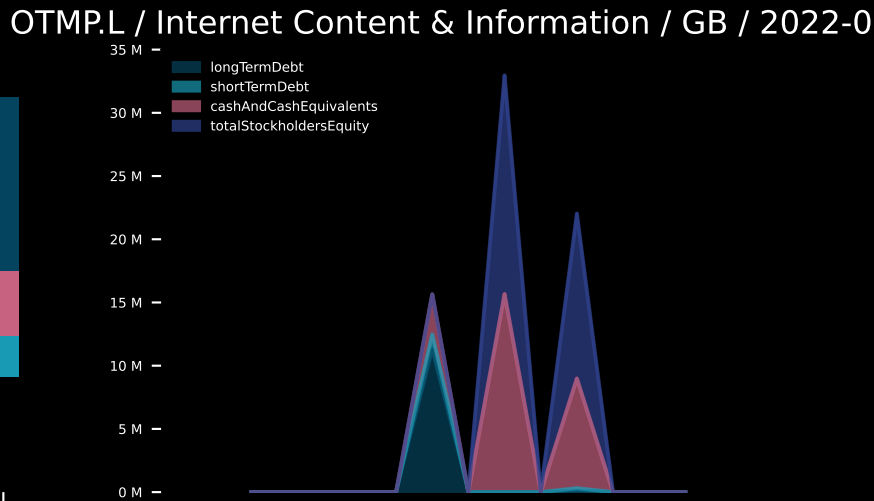 OTMP.L / Internet Content & Information / GB / 2022-0
35 M
longTermDebt
shortTermDebt
30 M
cashAndCashEquivalents
totalStockholdersEquity
25 M
20 M
15 M
10 M
5 M
0 M